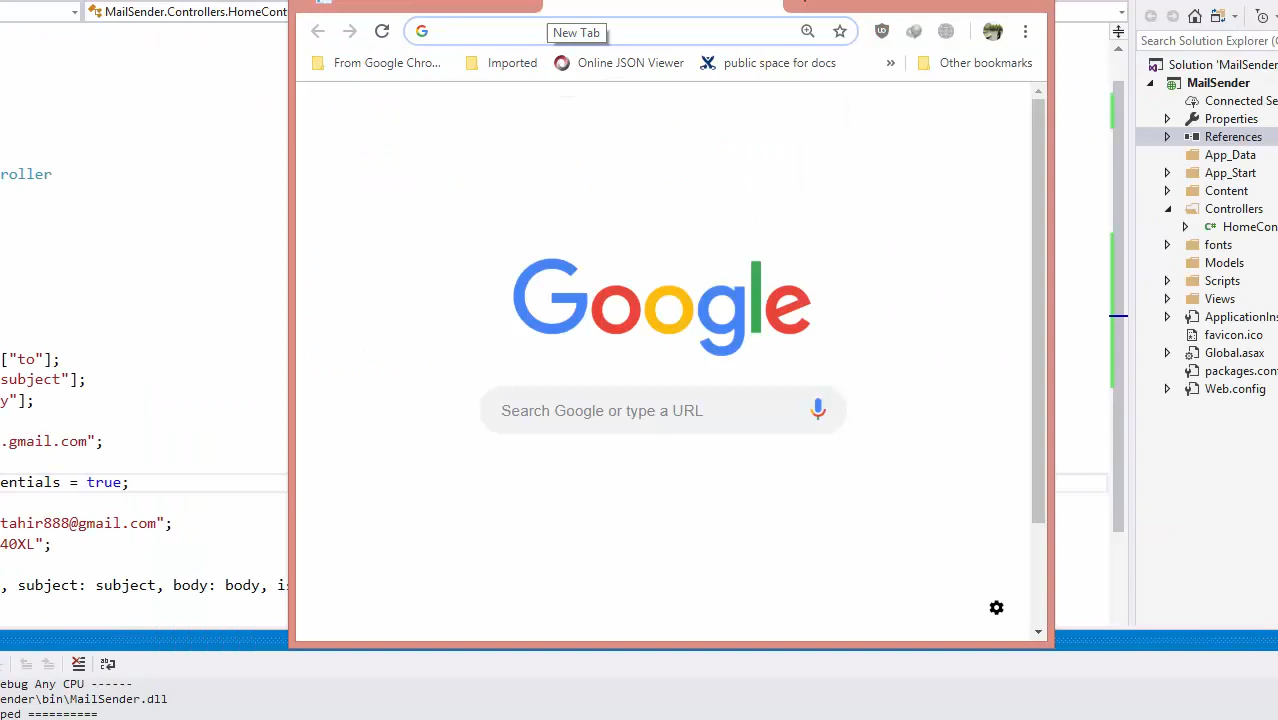 MailSender.Controllers.HomeCont
New Tab
From Google Chro...
Imported
Online JSON Viewer
public space for docs
»
Other bookmarks
Google
Search Google or type a URL
roller
["to"];
subject"];
y"];
.gmail.com";
entials = true;
tahir888@gmail.com";
40XL";
, subject: subject, body: body, i
Search Solution Explorer (
Solution 'MailSender
MailSender
Connected Se
Properties
References
App_Data
App_Start
Content
Controllers
C# HomeCon
fonts
Models
Scripts
Views
ApplicationIns
favicon.ico
Global.asax
packages.con
Web.config
ebug Any CPU ------
ender\bin\MailSender.dll
ped ==========